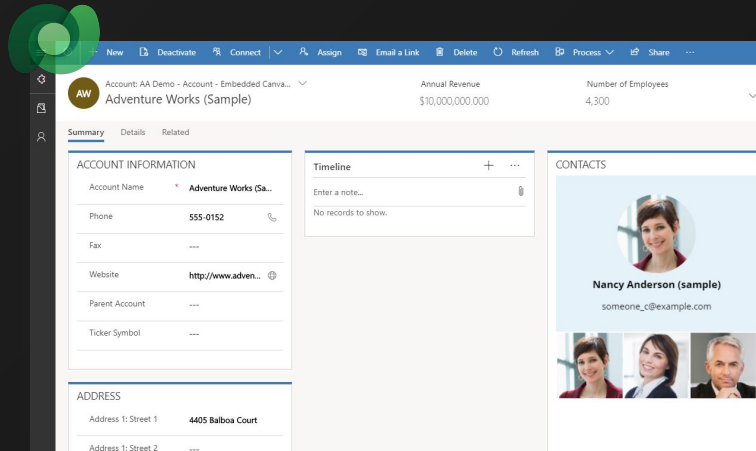 New Deactivate Connect Assign Email a Link Delete Refresh Process Share ...
AW
Account: AA Demo - Account - Embedded Canva...
Adventure Works (Sample)
Annual Revenue
$10,000,000.000
Number of Employees
4,300
Summary Details Related
ACCOUNT INFORMATION
Account Name * Adventure Works (Sa...
Phone 555-0152
Fax ---
Website http://www.adven...
Parent Account ---
Ticker Symbol ---
ADDRESS
Address 1: Street 1 4405 Balboa Court
Address 1: Street 2 ---
Timeline
Enter a note...
No records to show.
CONTACTS
Nancy Anderson (sample)
someone_c@example.com